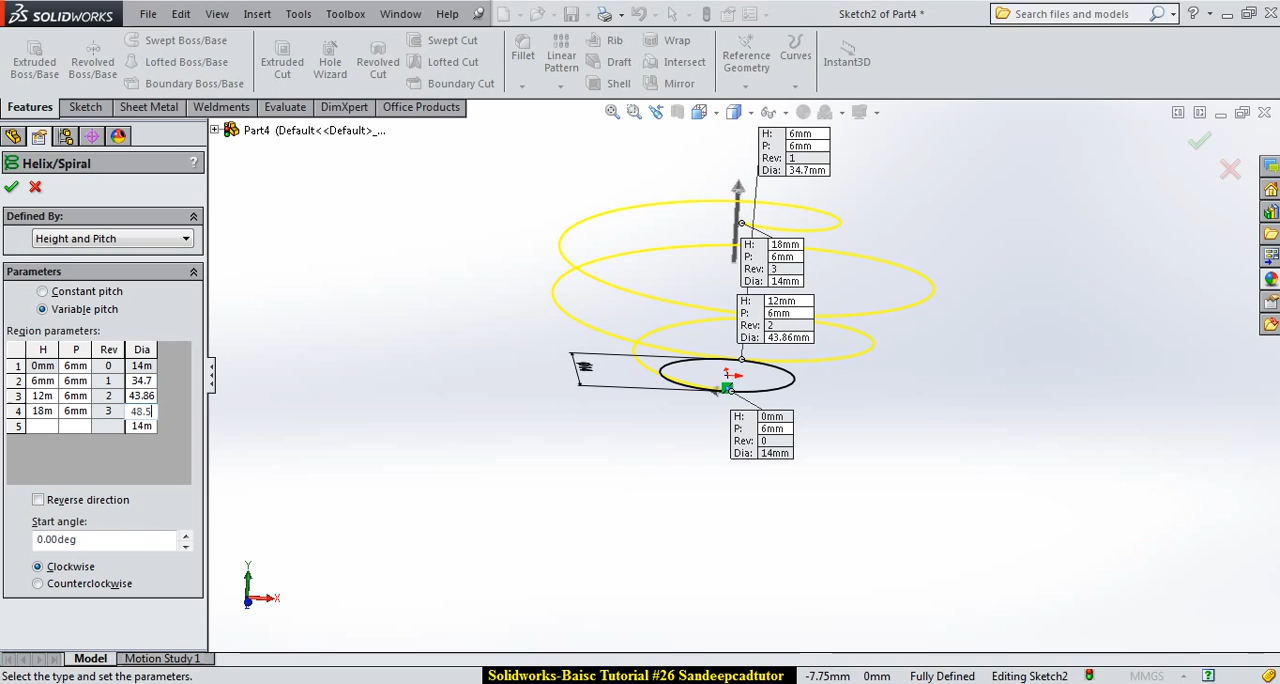 SOLIDWORKS File Edit View Insert Tools Toolbox Window Help Sketch2 of Part4 * Search files and models
Extruded Boss/Base
Revolved Boss/Base
Swept Boss/Base
Lofted Boss/Base
Boundary Boss/Base
Extruded Cut
Hole Wizard
Revolved Cut
Swept Cut
Lofted Cut
Boundary Cut
Fillet
Linear Pattern
Rib
Draft
Shell
Wrap
Intersect
Mirror
Reference Geometry
Curves
Instant3D
Features Sketch Sheet Metal Weldments Evaluate DimXpert Office Products
Part4 (Default<<Default>_...
Helix/Spiral ?
Defined By:
Height and Pitch
Parameters
Constant pitch
Variable pitch
Region parameters:
H P Rev Dia
1 0mm 6mm 0 14m
2 6mm 6mm 1 34.7
3 12m 6mm 2 43.86
4 18m 6mm 3 48.5
5 14m
Reverse direction
Start angle:
0.00deg
Clockwise
Counterclockwise
H: 6mm
P: 6mm
Rev: 1
Dia: 34.7mm
H: 18mm
P: 6mm
Rev: 3
Dia: 14mm
H: 12mm
P: 6mm
Rev: 2
Dia: 43.86mm
H: 0mm
P: 6mm
Rev: 0
Dia: 14mm
Y
X
Model Motion Study 1
Select the type and set the parameters. Solidworks-Baisc Tutorial #26 Sandeepcadtutor -7.75mm 0mm Fully Defined Editing Sketch2 MMGS